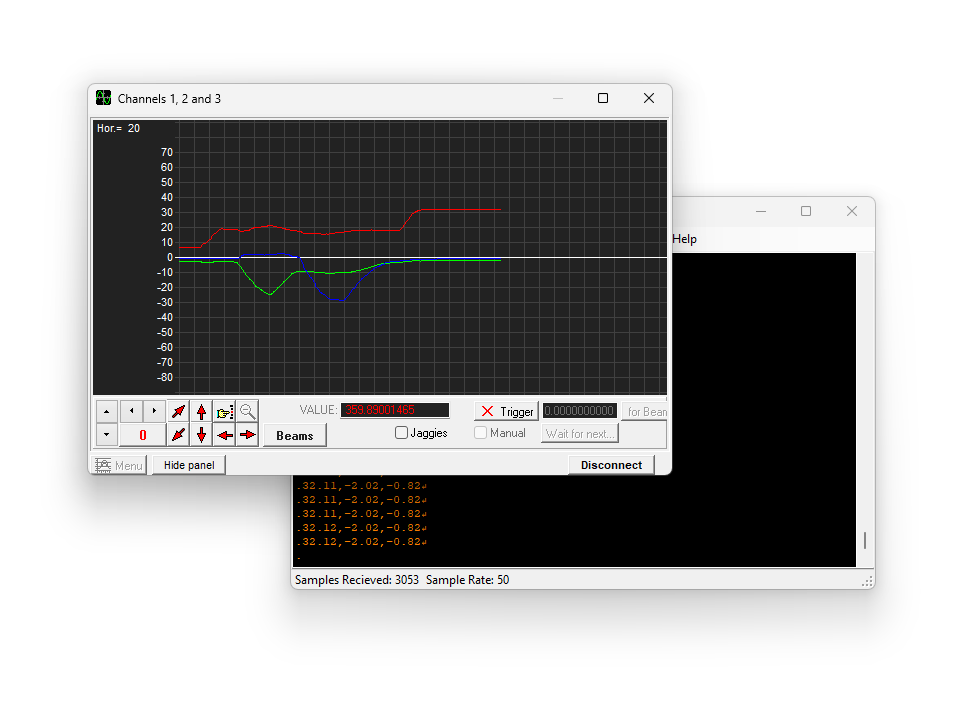 Channels 1, 2 and 3
Hor.= 20
70
60
50
40
30
20
10
0
-10
-20
-30
-40
-50
-60
-70
-80
Help
VALUE: 359.89001465
Trigger 0.0000000000 for Bean
0 Beams Jaggies Manual Wait for next...
Menu Hide panel Disconnect
.32.11,-2.02,-0.82↵
.32.11,-2.02,-0.82↵
.32.11,-2.02,-0.82↵
.32.12,-2.02,-0.82↵
.32.12,-2.02,-0.82↵
Samples Recieved: 3053 Sample Rate: 50